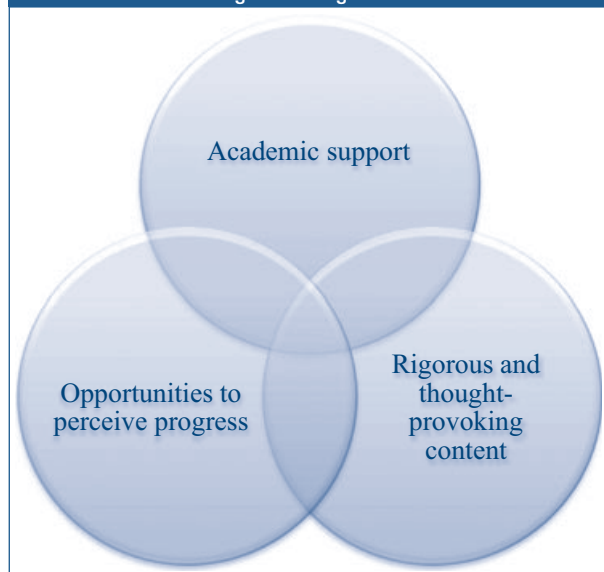 Academic support
Opportunities to
perceive progress
Rigorous and
thought-
provoking
content